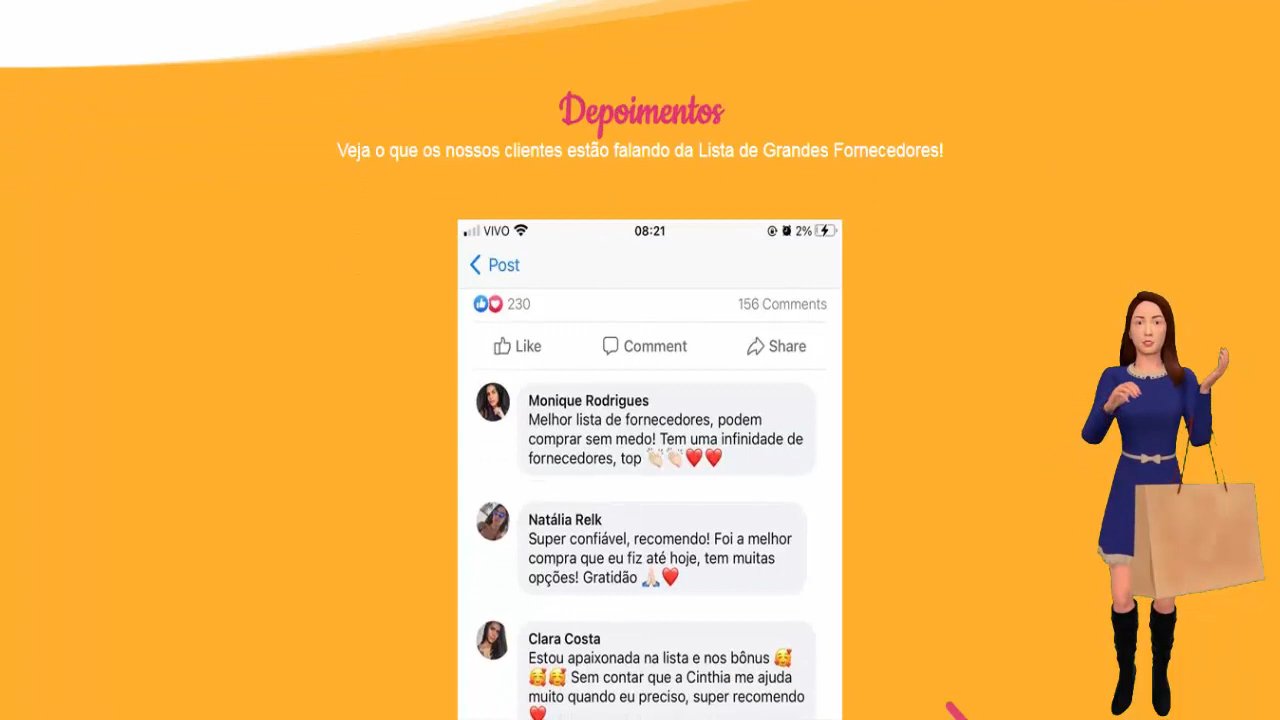 Depoimentos
Veja o que os nossos clientes estão falando da Lista de Grandes Fornecedores!
VIVO 08:21 2%
Post
230 156 Comments
Like Comment Share
Monique Rodrigues
Melhor lista de fornecedores, podem
comprar sem medo! Tem uma infinidade de
fornecedores, top 👏🏻👏🏻❤️❤️
Natália Relk
Super confiável, recomendo! Foi a melhor
compra que eu fiz até hoje, tem muitas
opções! Gratidão 🙏🏻❤️
Clara Costa
Estou apaixonada na lista e nos bônus 🥰
🥰🥰 Sem contar que a Cinthia me ajuda
muito quando eu preciso, super recomendo
❤️